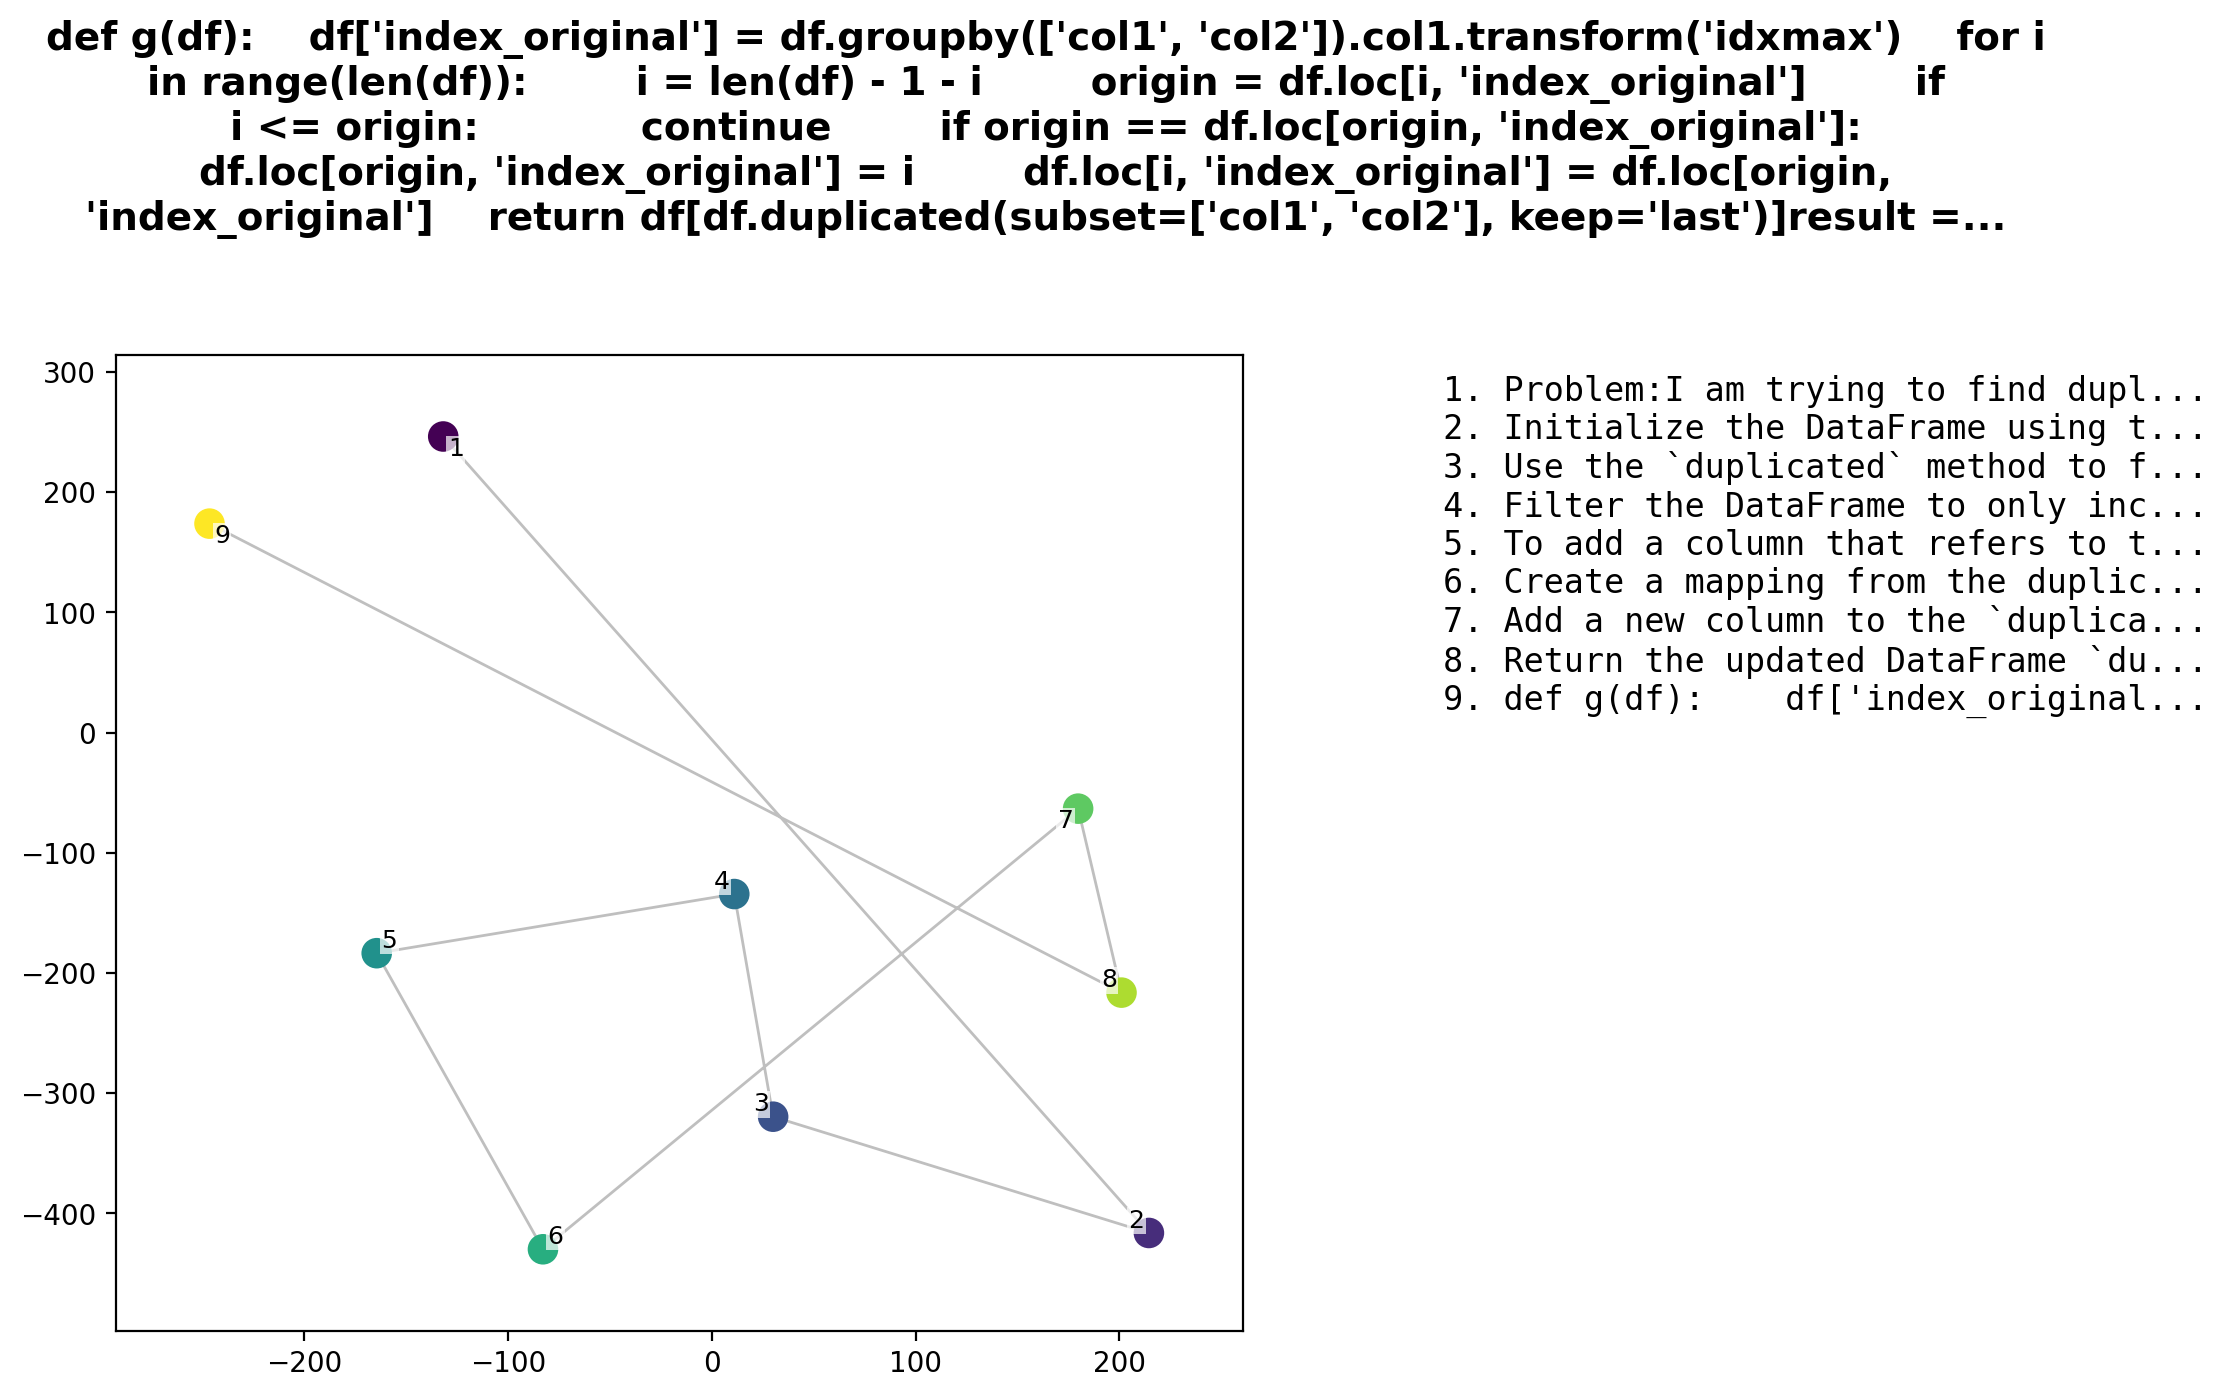 def g(df):    df['index_original'] = df.groupby(['col1', 'col2']).col1.transform('idxmax')    for i
in range(len(df)):        i = len(df) - 1 - i        origin = df.loc[i, 'index_original']        if
i <= origin:            continue        if origin == df.loc[origin, 'index_original']:
df.loc[origin, 'index_original'] = i        df.loc[i, 'index_original'] = df.loc[origin,
'index_original']    return df[df.duplicated(subset=['col1', 'col2'], keep='last')]result =...
300
200
100
0
−100
−200
−300
−400
−200
−100
0
100
200
1
9
7
4
5
8
3
2
6
1. Problem:I am trying to find dupl...
2. Initialize the DataFrame using t...
3. Use the `duplicated` method to f...
4. Filter the DataFrame to only inc...
5. To add a column that refers to t...
6. Create a mapping from the duplic...
7. Add a new column to the `duplica...
8. Return the updated DataFrame `du...
9. def g(df):    df['index_original...